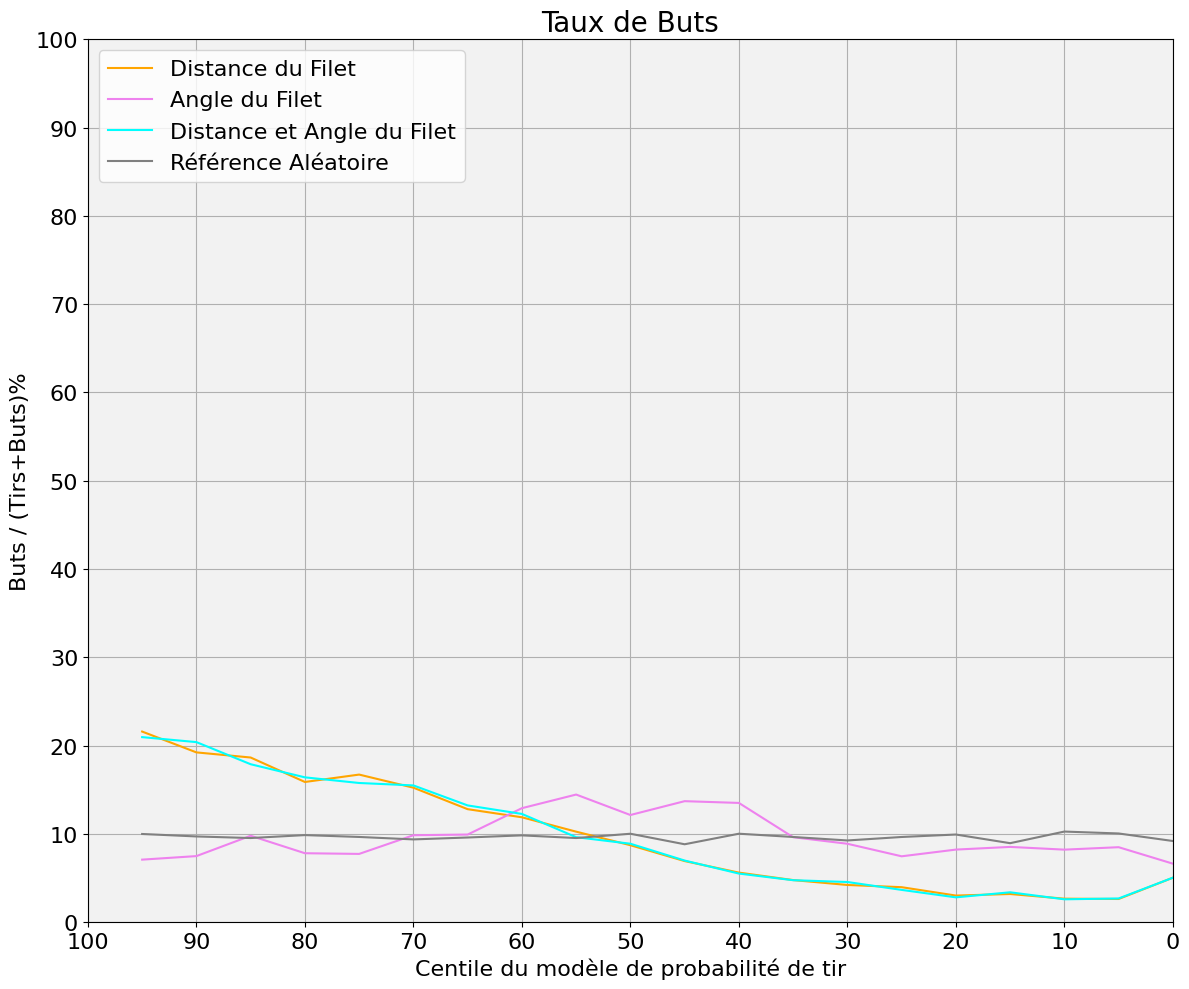 Taux de Buts
100
90
80
70
60
50
40
30
20
10
0
Distance du Filet
Angle du Filet
Distance et Angle du Filet
Référence Aléatoire
Buts / (Tirs+Buts)%
100 90 80 70 60 50 40 30 20 10 0
Centile du modèle de probabilité de tir